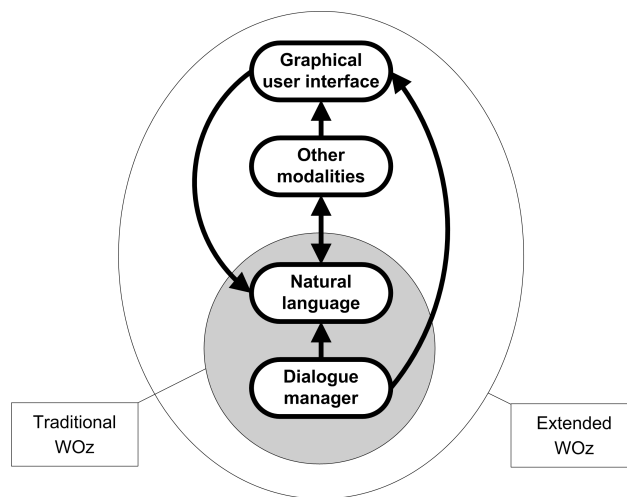 Graphical
user interface
Other
modalities
Natural
language
Dialogue
manager
Traditional
WOz
Extended
WOz